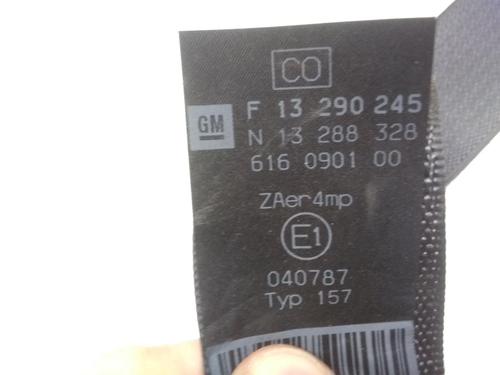 CO
GM
F 13 290 245
N 13 288 328
616 0901 00
ZAer4mp
E1
040787
Typ 157